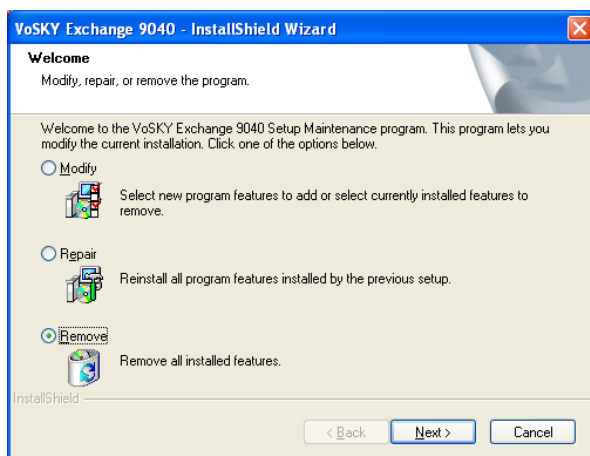 VoSKY Exchange 9040 - InstallShield Wizard
Welcome
Modify, repair, or remove the program.
Welcome to the VoSKY Exchange 9040 Setup Maintenance program. This program lets you
modify the current installation. Click one of the options below.
Modify
Select new program features to add or select currently installed features to
remove.
Repair
Reinstall all program features installed by the previous setup.
Remove
Remove all installed features.
InstallShield
< Back Next > Cancel